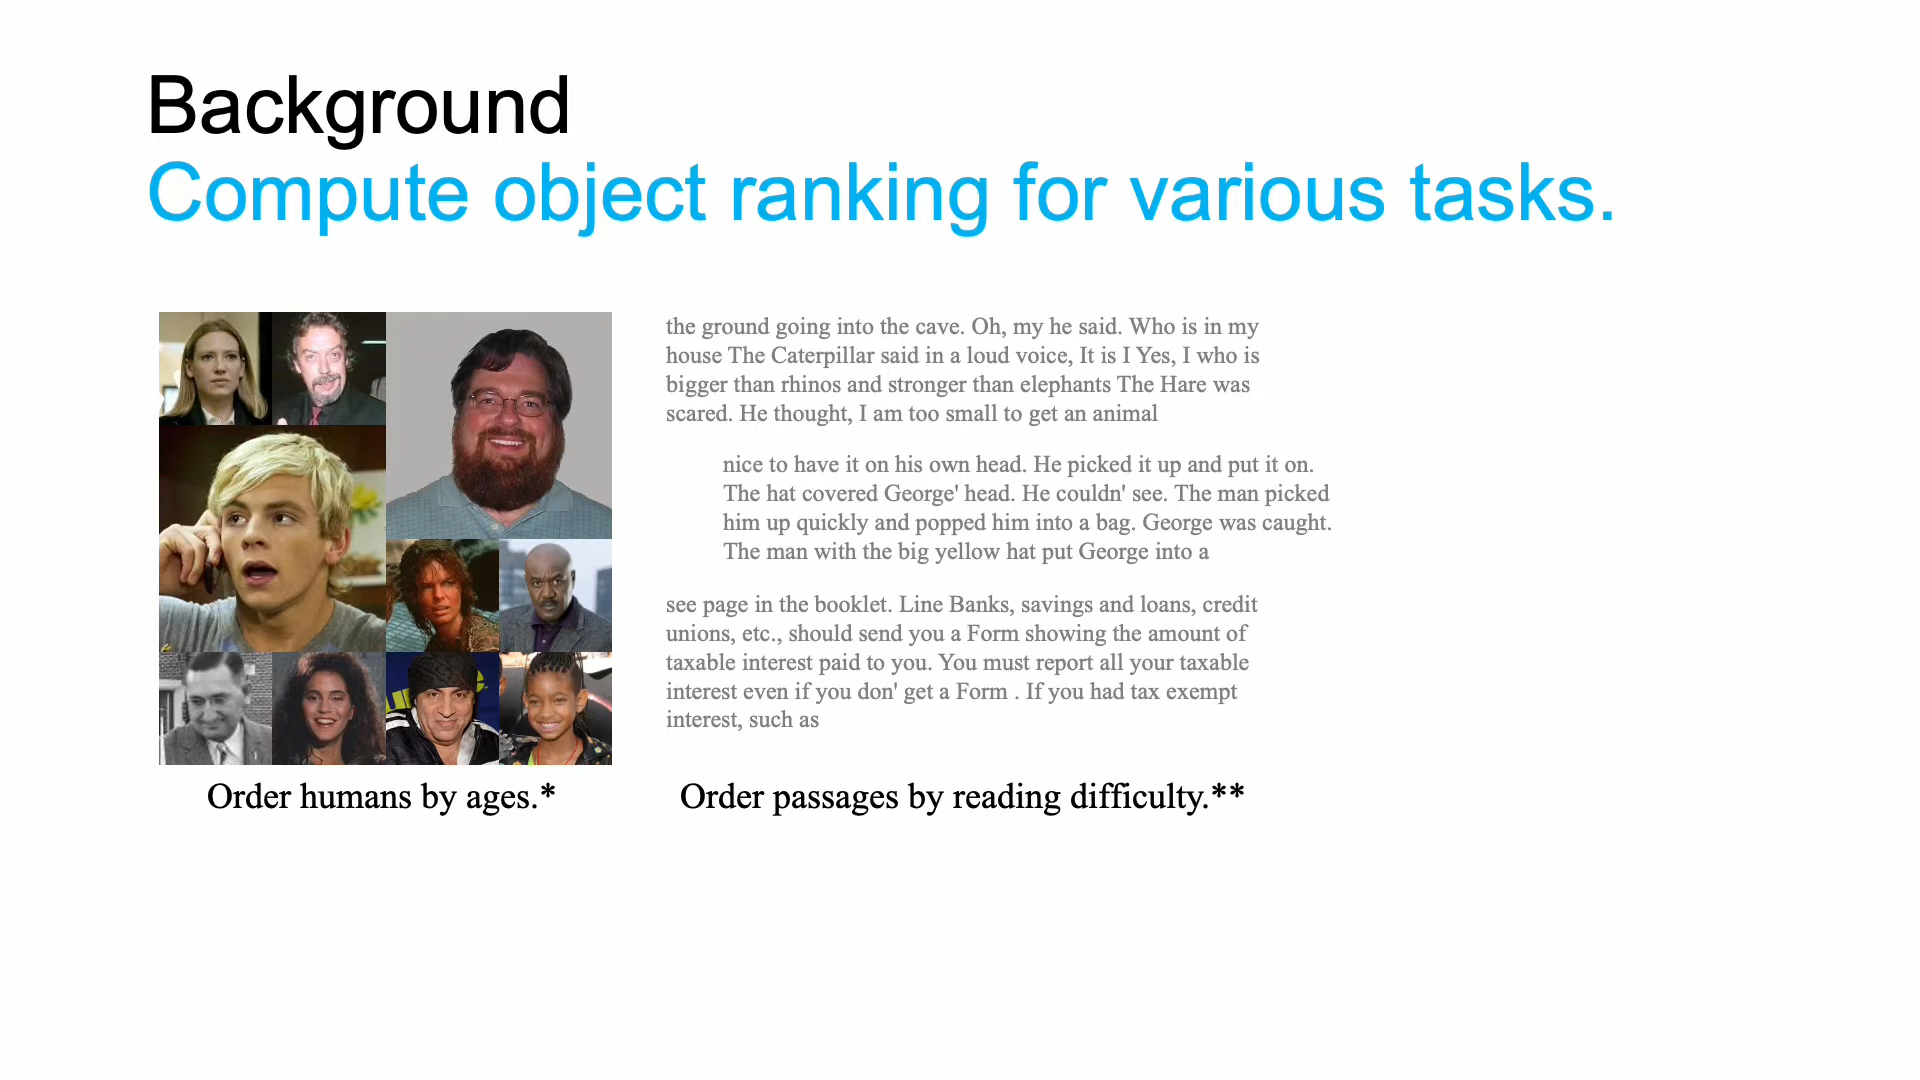 Background
Compute object ranking for various tasks.
the ground going into the cave. Oh, my he said. Who is in my
house The Caterpillar said in a loud voice, It is I Yes, I who is
bigger than rhinos and stronger than elephants The Hare was
scared. He thought, I am too small to get an animal
nice to have it on his own head. He picked it up and put it on.
The hat covered George' head. He couldn' see. The man picked
him up quickly and popped him into a bag. George was caught.
The man with the big yellow hat put George into a
see page in the booklet. Line Banks, savings and loans, credit
unions, etc., should send you a Form showing the amount of
taxable interest paid to you. You must report all your taxable
interest even if you don' get a Form . If you had tax exempt
interest, such as
Order humans by ages.*
Order passages by reading difficulty.**